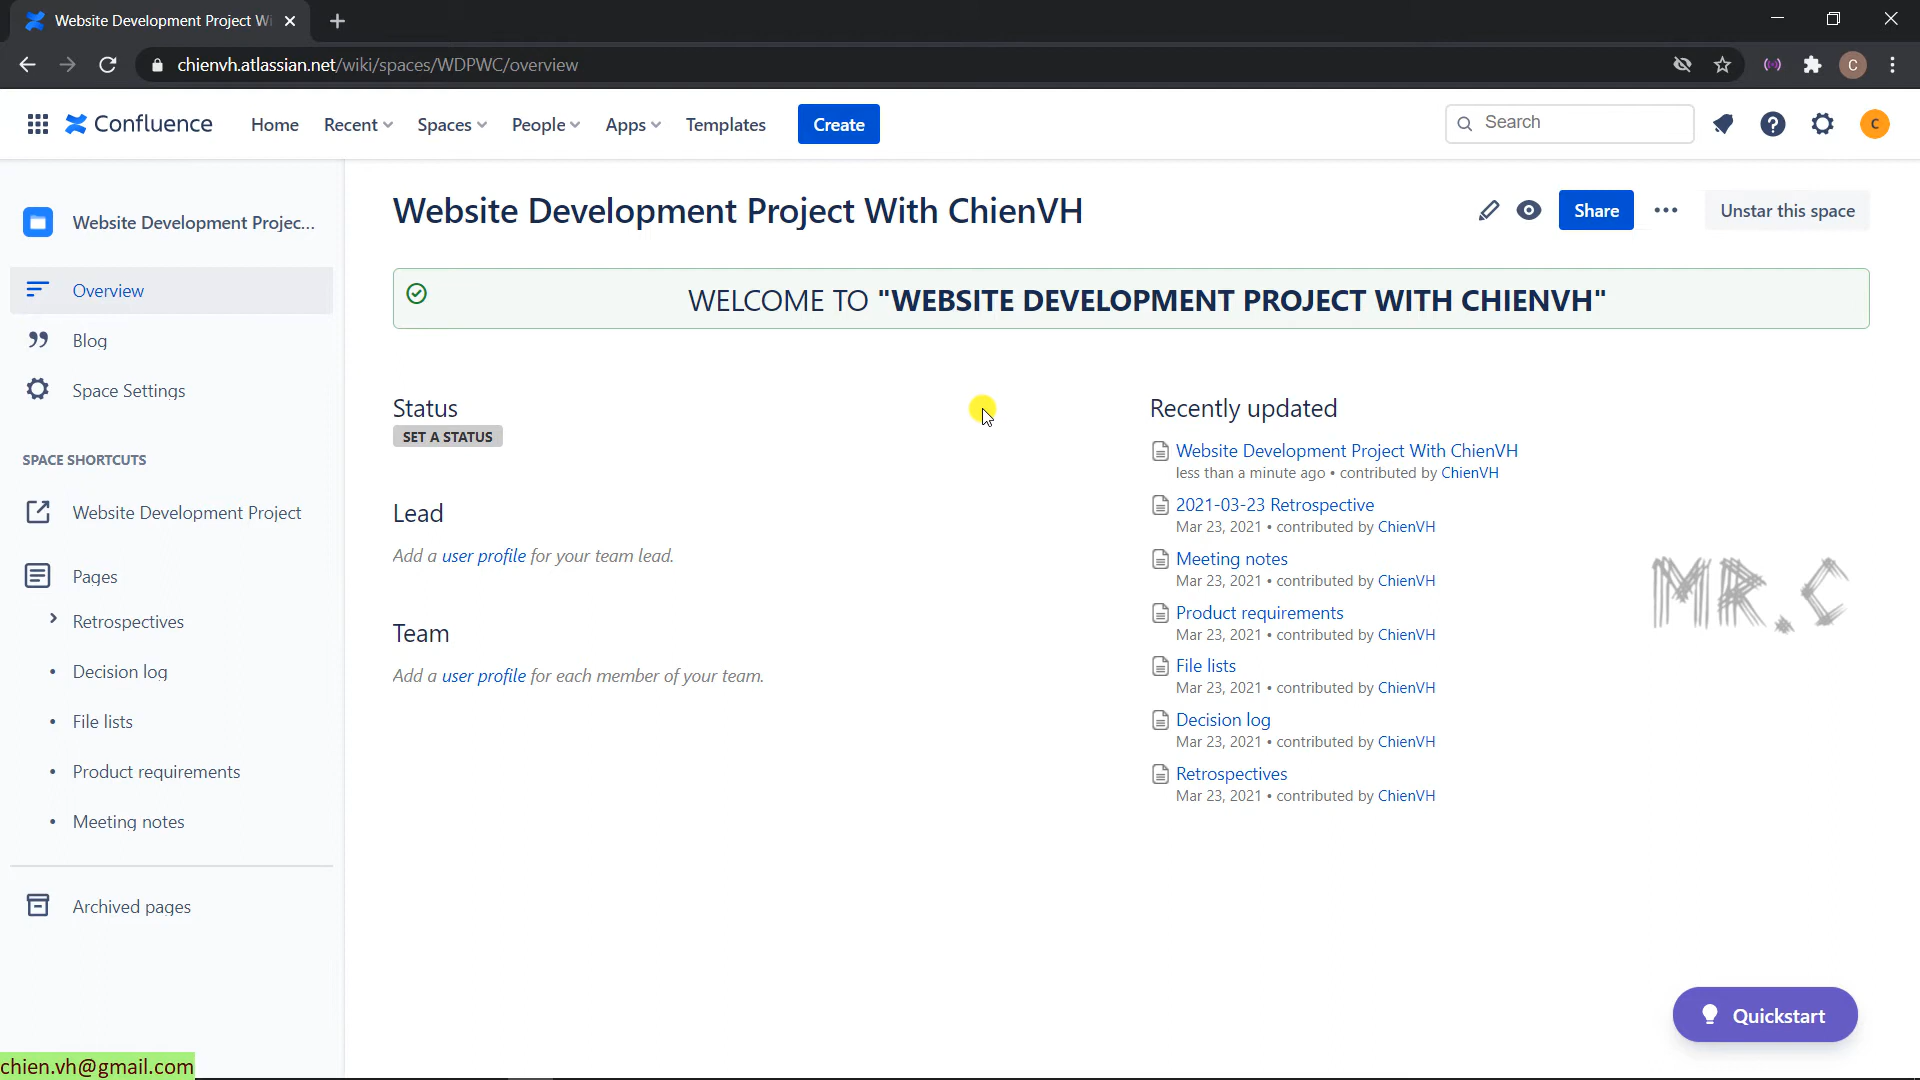 Website Development Project Wi
chienvh.atlassian.net/wiki/spaces/WDPWC/overview
C
Confluence
Home
Recent
Spaces
People
Apps
Templates
Create
Search
C
Website Development Projec...
Overview
Blog
Space Settings
SPACE SHORTCUTS
Website Development Project
Pages
Retrospectives
Decision log
File lists
Product requirements
Meeting notes
Archived pages
Website Development Project With ChienVH
Share
Unstar this space
WELCOME TO "WEBSITE DEVELOPMENT PROJECT WITH CHIENVH"
Status
SET A STATUS
Lead
Add a user profile for your team lead.
Team
Add a user profile for each member of your team.
Recently updated
Website Development Project With ChienVH
less than a minute ago • contributed by ChienVH
2021-03-23 Retrospective
Mar 23, 2021 • contributed by ChienVH
Meeting notes
Mar 23, 2021 • contributed by ChienVH
Product requirements
Mar 23, 2021 • contributed by ChienVH
File lists
Mar 23, 2021 • contributed by ChienVH
Decision log
Mar 23, 2021 • contributed by ChienVH
Retrospectives
Mar 23, 2021 • contributed by ChienVH
MR.C
Quickstart
chien.vh@gmail.com